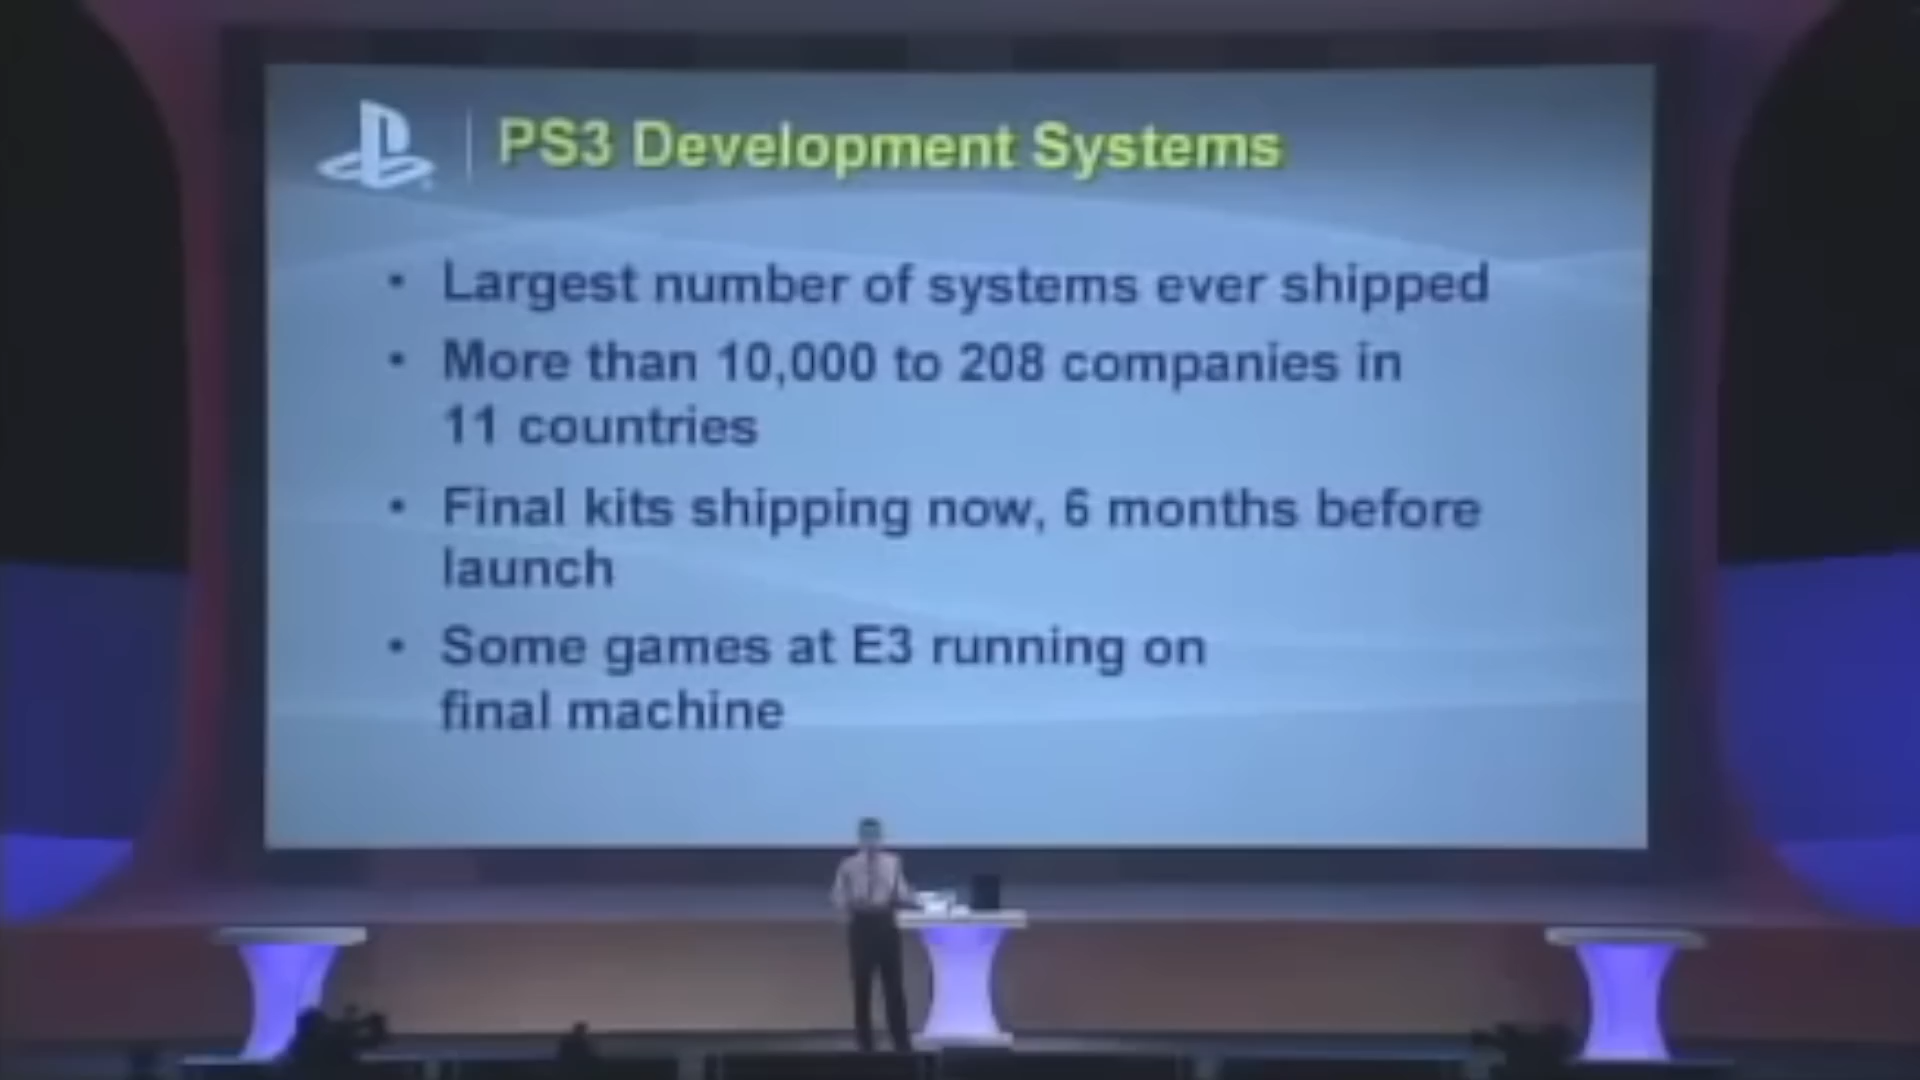 PS3 Development Systems
• Largest number of systems ever shipped
• More than 10,000 to 208 companies in
11 countries
• Final kits shipping now, 6 months before
launch
• Some games at E3 running on
final machine